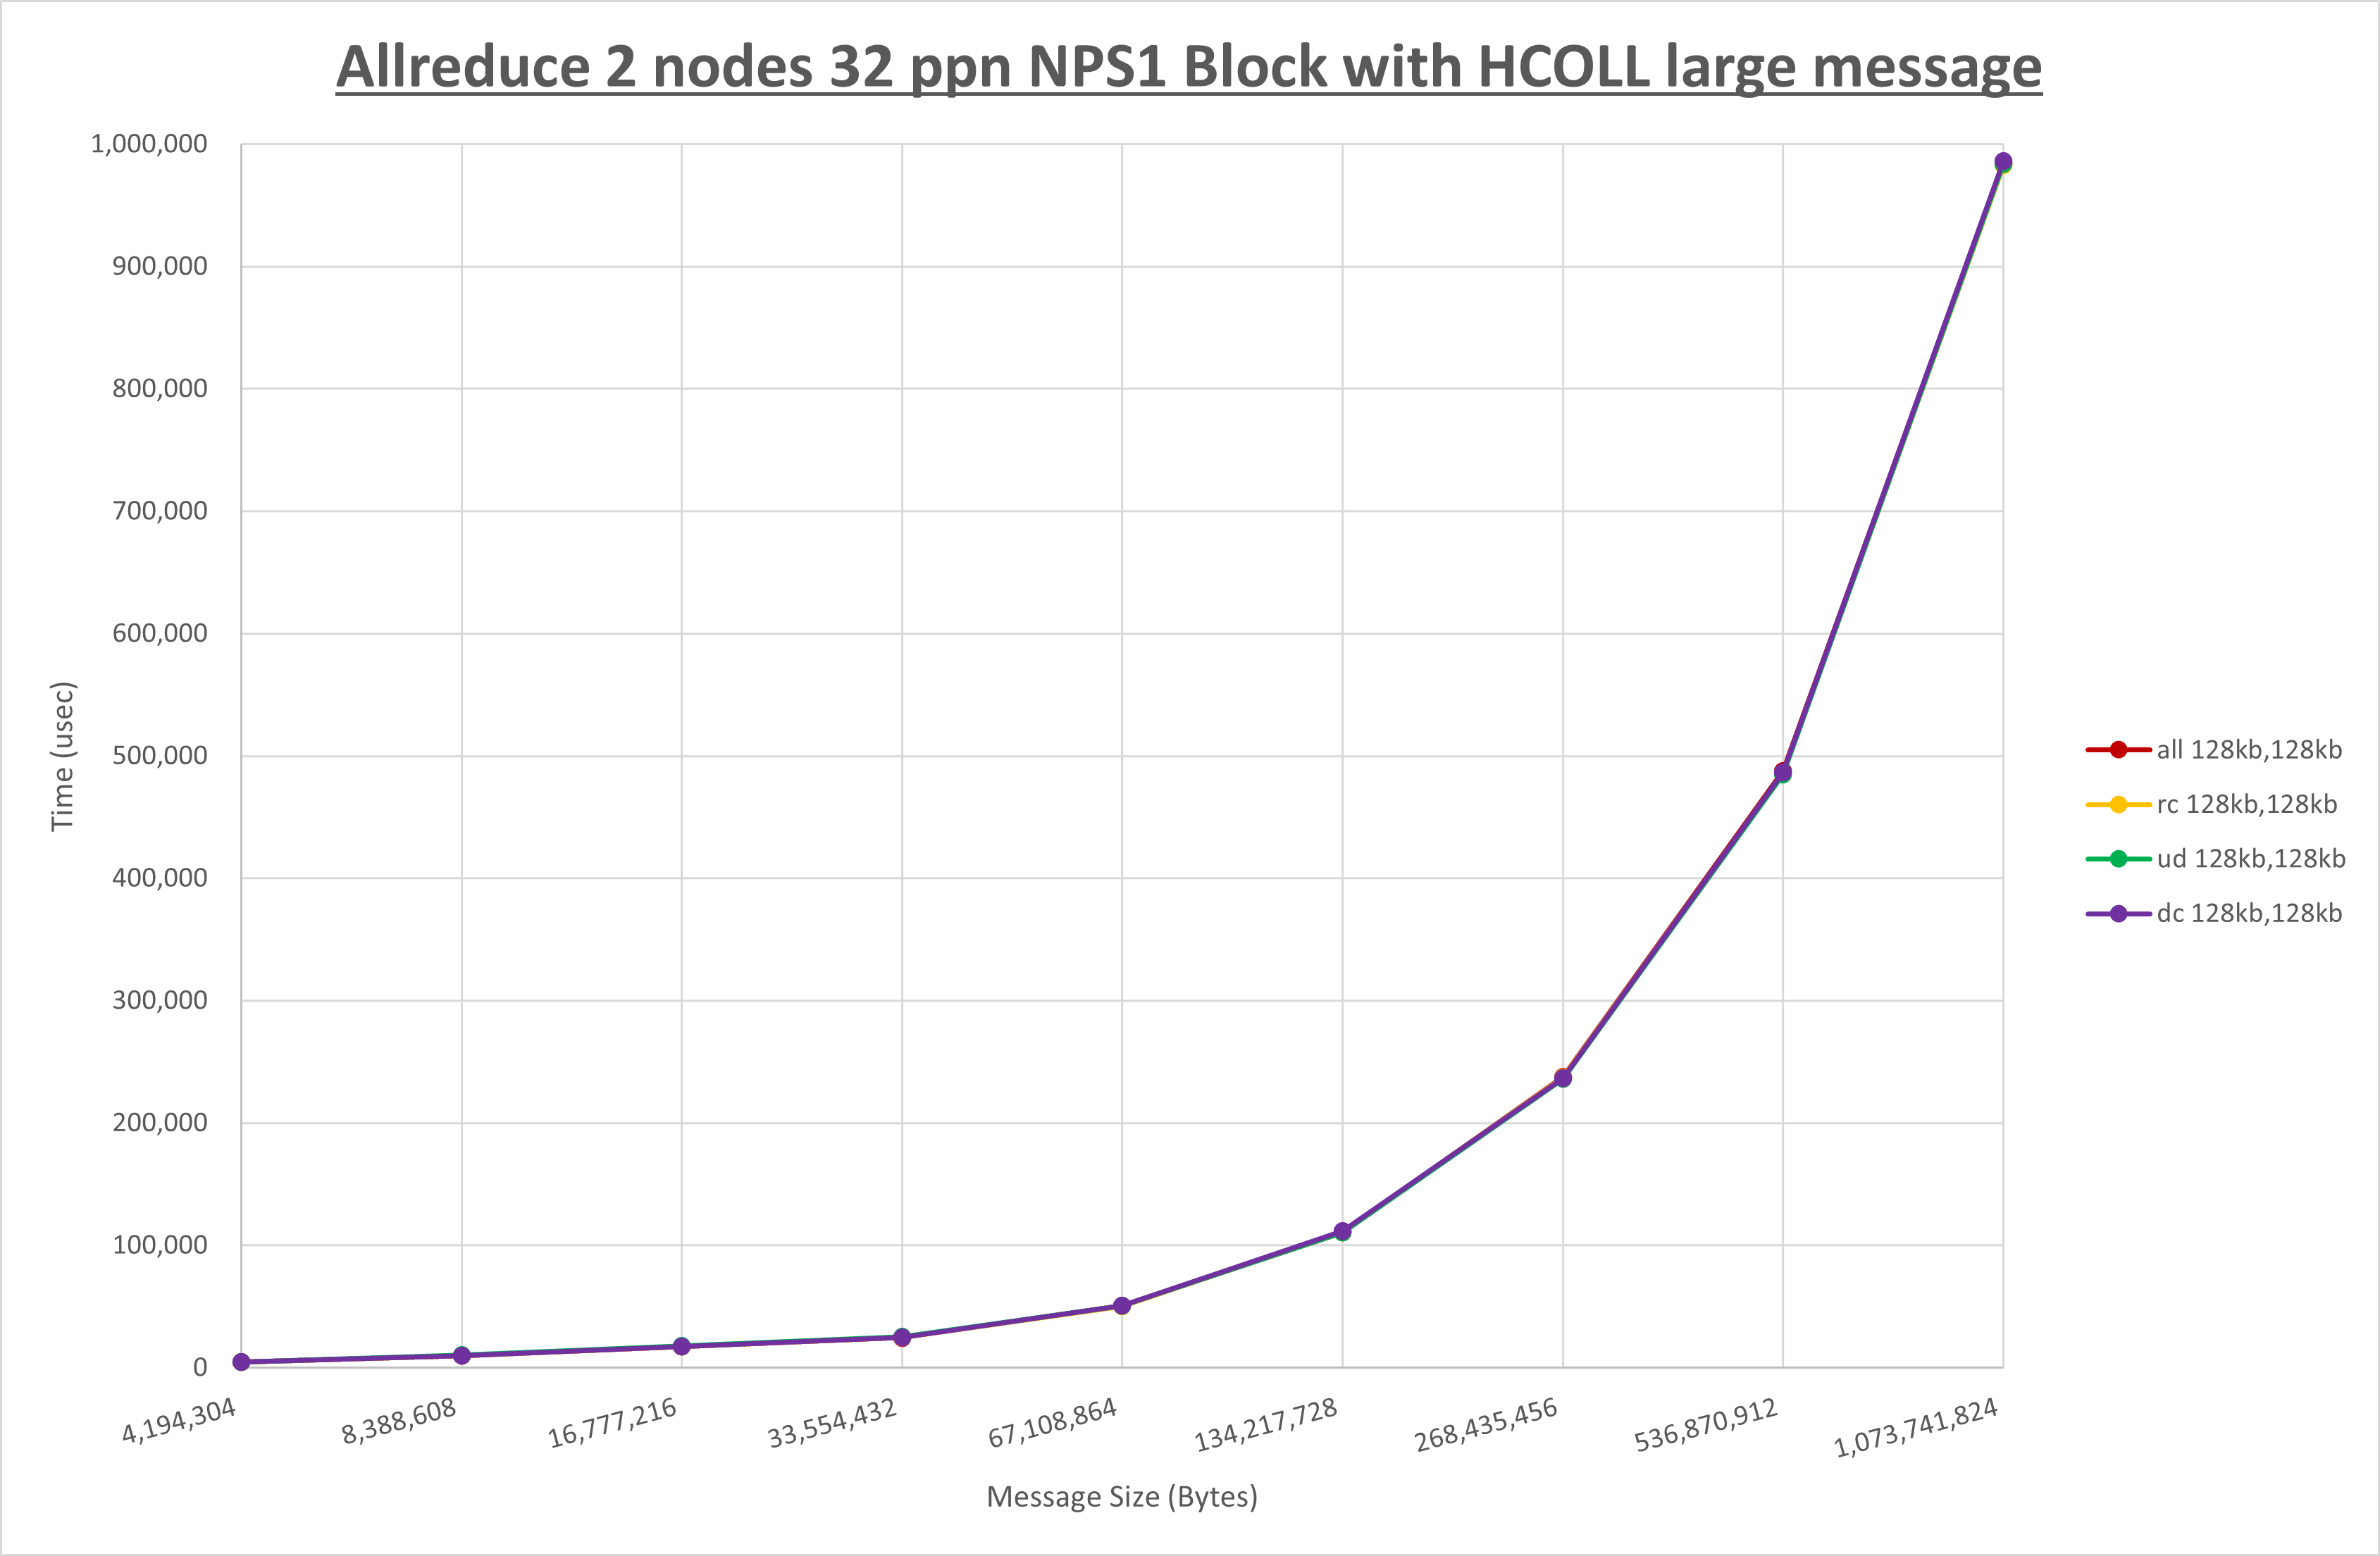 Allreduce 2 nodes 32 ppn NPS1 Block with HCOLL large message
1,000,000
900,000
800,000
700,000
600,000
500,000
400,000
300,000
200,000
100,000
0
Time (usec)
4,194,304
8,388,608
16,777,216
33,554,432
67,108,864
134,217,728
268,435,456
536,870,912
1,073,741,824
Message Size (Bytes)
all 128kb,128kb
rc 128kb,128kb
ud 128kb,128kb
dc 128kb,128kb